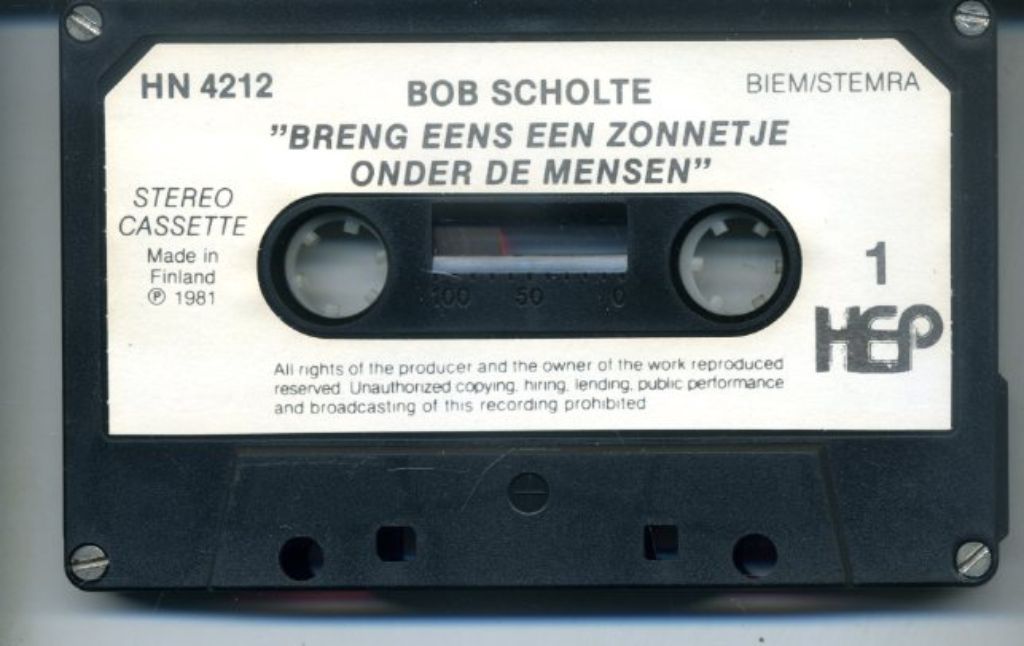 HN 4212
BOB SCHOLTE
BIEM/STEMRA
"BRENG EENS EEN ZONNETJE
ONDER DE MENSEN"
STEREO
CASSETTE
Made in
Finland
℗ 1981
100 50 0
1
HEP
All rights of the producer and the owner of the work reproduced
reserved. Unauthorized copying, hiring, lending, public performance
and broadcasting of this recording prohibited